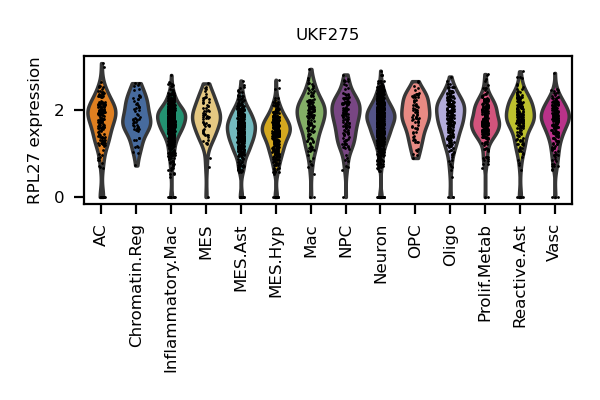 UKF275
RPL27 expression
2
0
AC
Chromatin.Reg
Inflammatory.Mac
MES
MES.Ast
MES.Hyp
Mac
NPC
Neuron
OPC
Oligo
Prolif.Metab
Reactive.Ast
Vasc